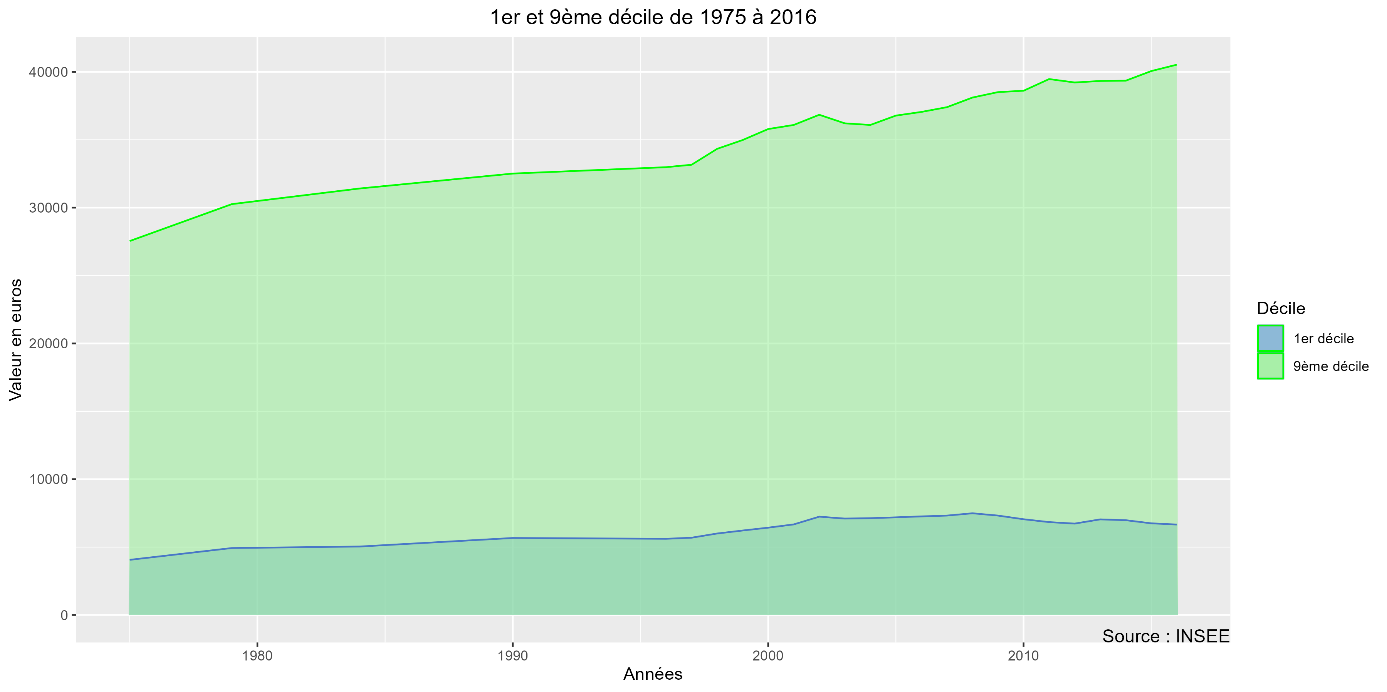 1er et 9ème décile de 1975 à 2016
Valeur en euros
40000
30000
20000
10000
0
1980
1990
2000
2010
Années
Source : INSEE
Décile
1er décile
9ème décile